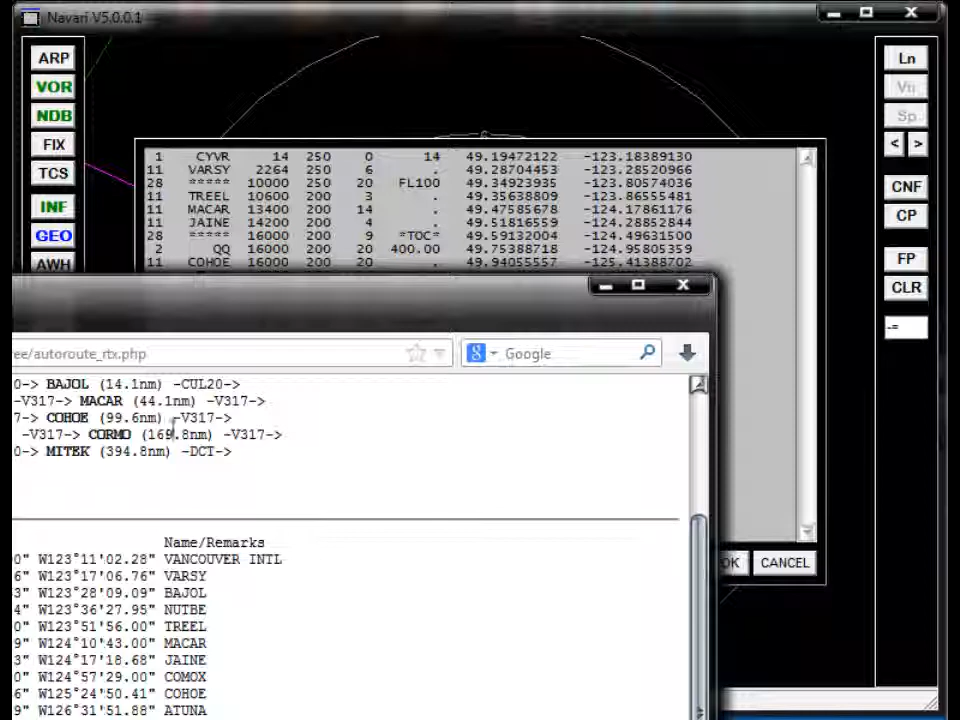 Navari V5.0.0.1
ARP
VOR
NDB
FIX
TCS
INF
GEO
AWH
Ln
Sp
< >
CNF
CP
FP
CLR
-=
1 CYVR 14 250 0 14 49.19472122 -123.18389130
11 VARSY 2264 250 6 . 49.28704453 -123.28520966
28 ***** 10000 250 20 FL100 49.34923935 -123.80574036
11 TREEL 10600 200 3 . 49.35638809 -123.86555481
11 MACAR 13400 200 14 . 49.47585678 -124.17861176
11 JAINE 14200 200 4 . 49.51816559 -124.28852844
28 ***** 16000 200 9 *TOC* 49.59132004 -124.49631500
2 QQ 16000 200 20 400.00 49.75388718 -124.95805359
11 COHOE 16000 200 20 . 49.94055557 -125.41388702
OK CANCEL
ee/autoroute_rtx.php
Google
0-> BAJOL (14.1nm) -CUL20->
-V317-> MACAR (44.1nm) -V317->
7-> COHOE (99.6nm) -V317->
-V317-> CORMO (169.8nm) -V317->
0-> MITEK (394.8nm) -DCT->
Name/Remarks
0" W123°11'02.28" VANCOUVER INTL
6" W123°17'06.76" VARSY
3" W123°28'09.09" BAJOL
4" W123°36'27.95" NUTBE
0" W123°51'56.00" TREEL
9" W124°10'43.00" MACAR
3" W124°17'18.68" JAINE
0" W124°57'29.00" COMOX
6" W125°24'50.41" COHOE
9" W126°31'51.88" ATUNA